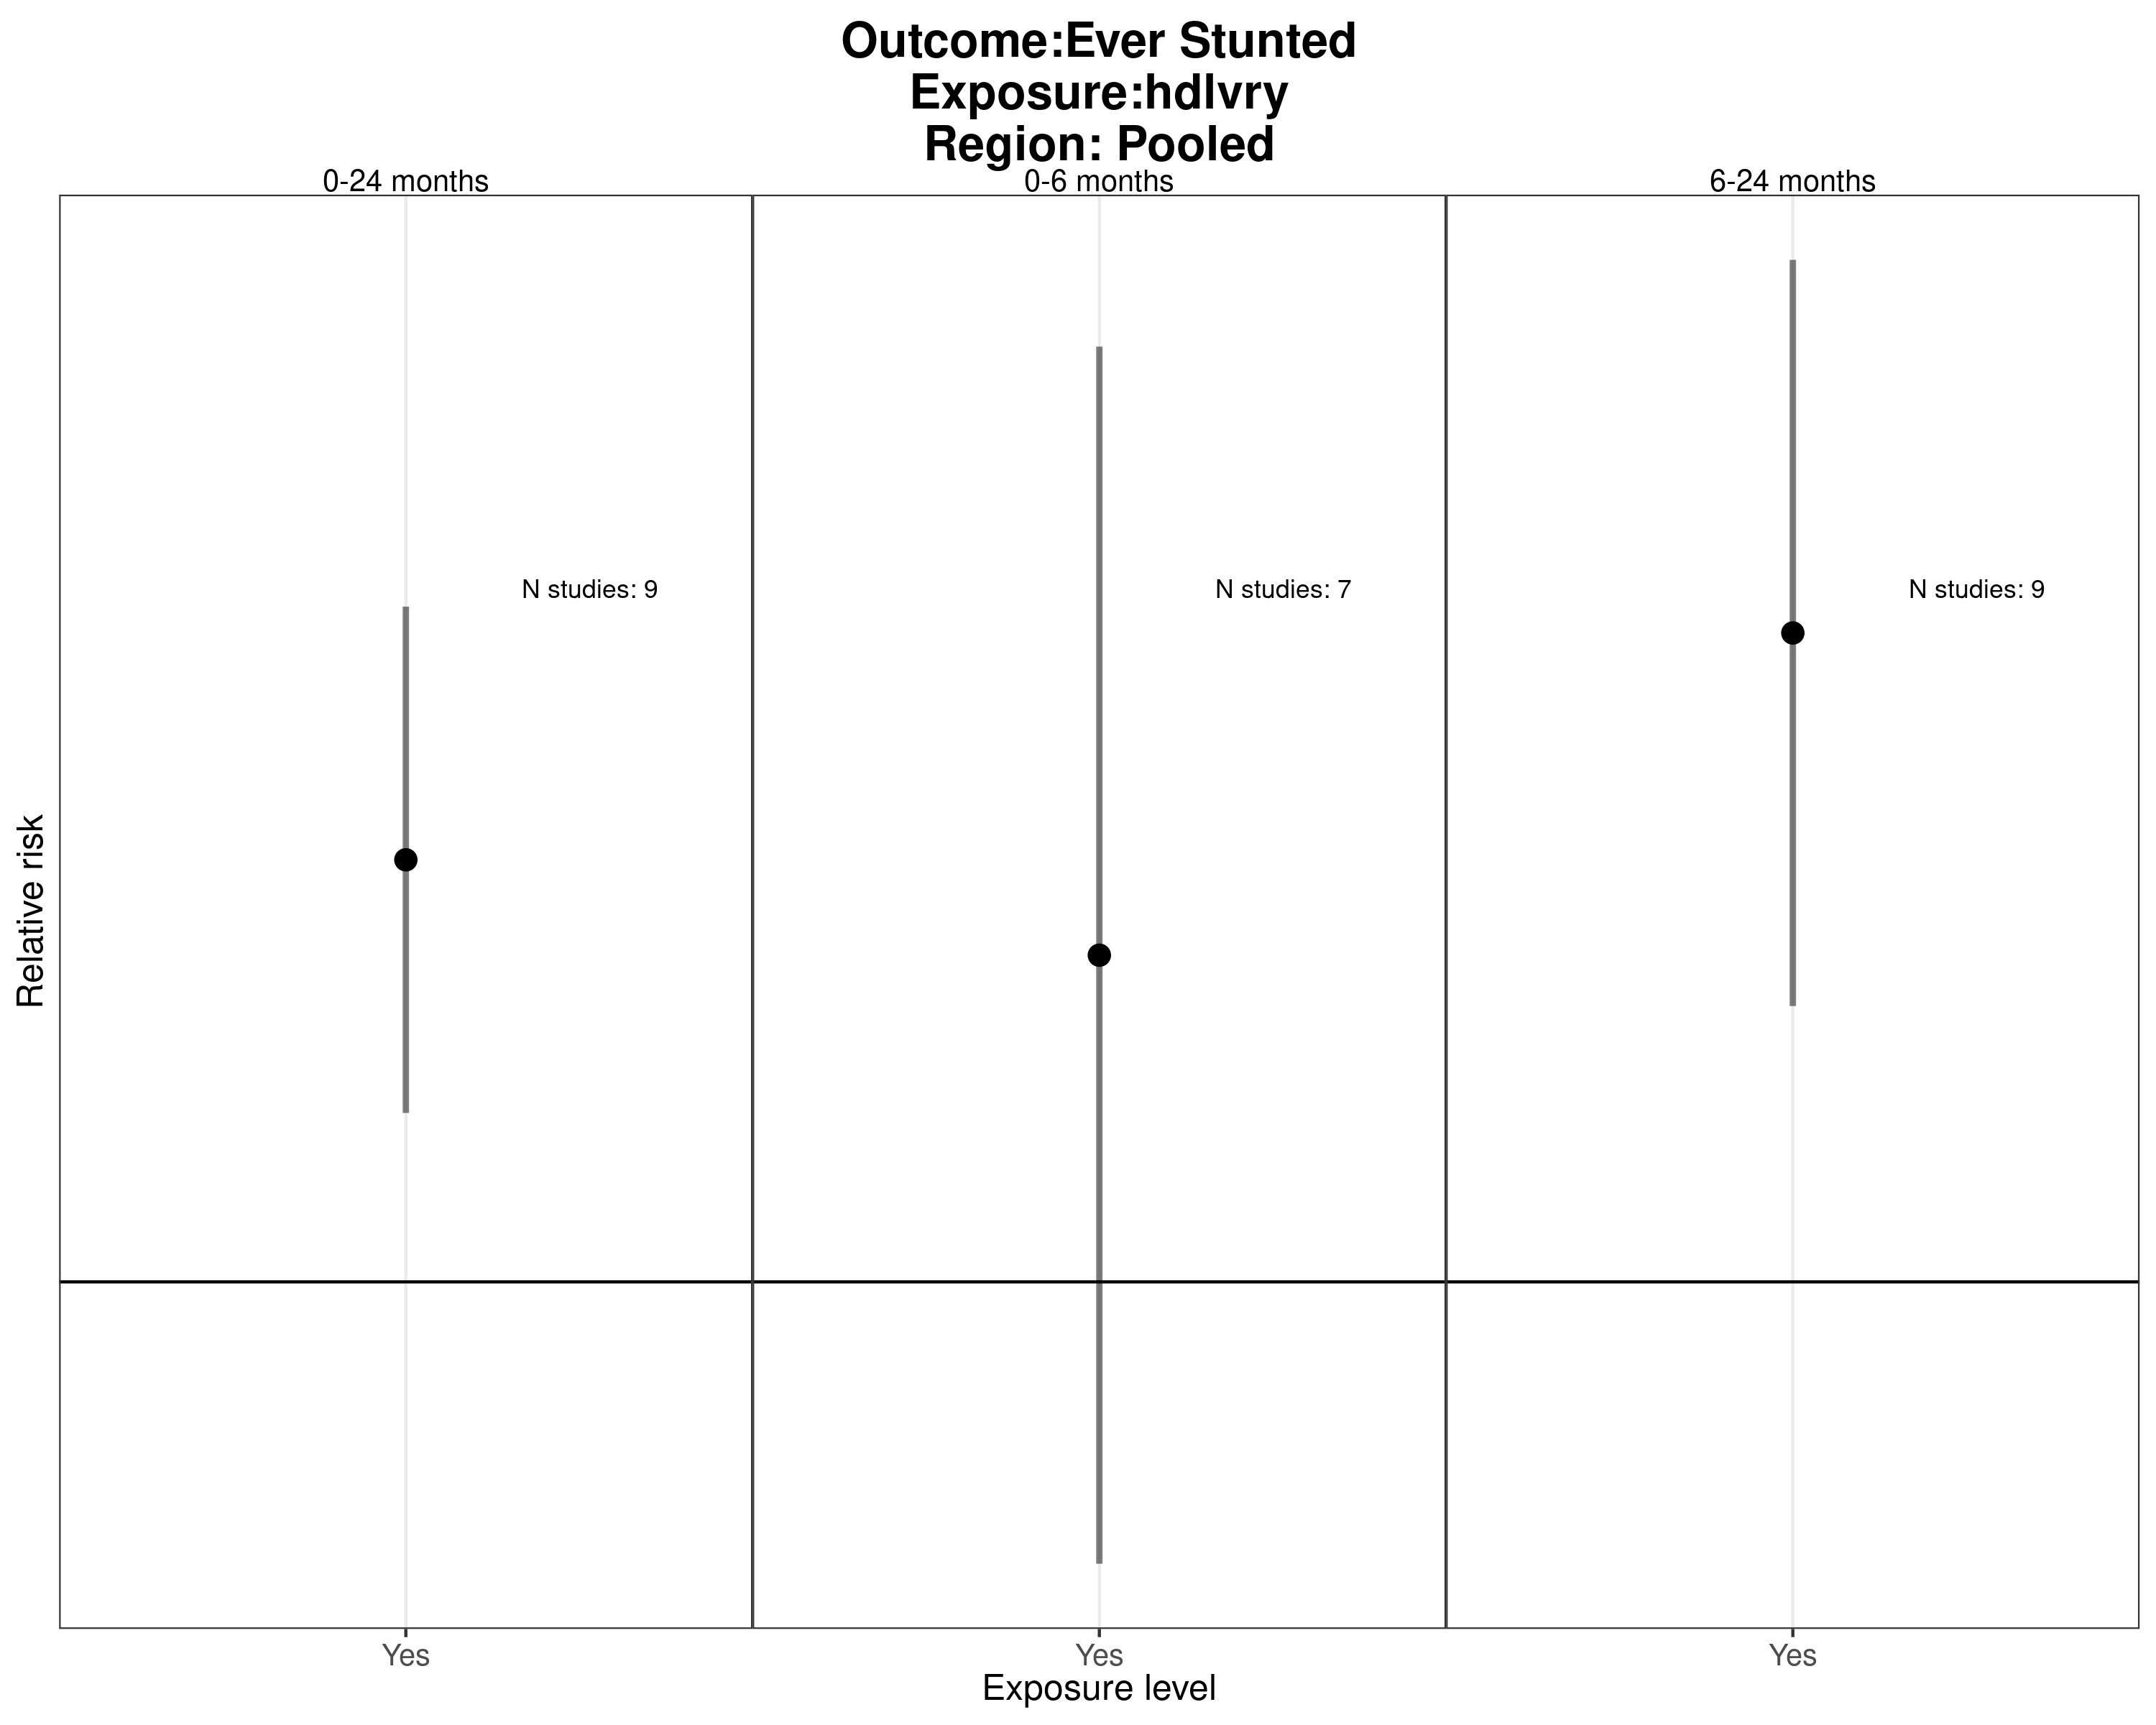 Outcome:Ever Stunted
Exposure:hdlvry
Region: Pooled
0-24 months
0-6 months
6-24 months
N studies: 9
N studies: 7
N studies: 9
Relative risk
Yes
Yes
Yes
Exposure level